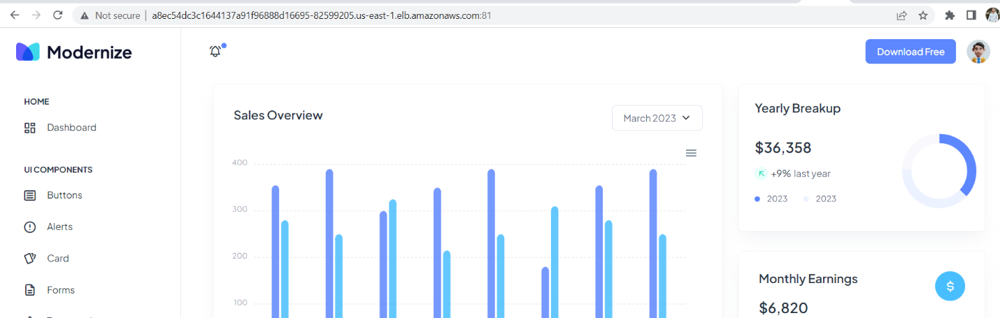 Not secure | a8ec54dc3c1644137a91f96888d16695-82599205.us-east-1.elb.amazonaws.com:81
Modernize
Download Free
HOME
Dashboard
UI COMPONENTS
Buttons
Alerts
Card
Forms
Sales Overview
March 2023
400
300
200
100
Yearly Breakup
$36,358
+9% last year
2023 2023
Monthly Earnings
$
$6,820